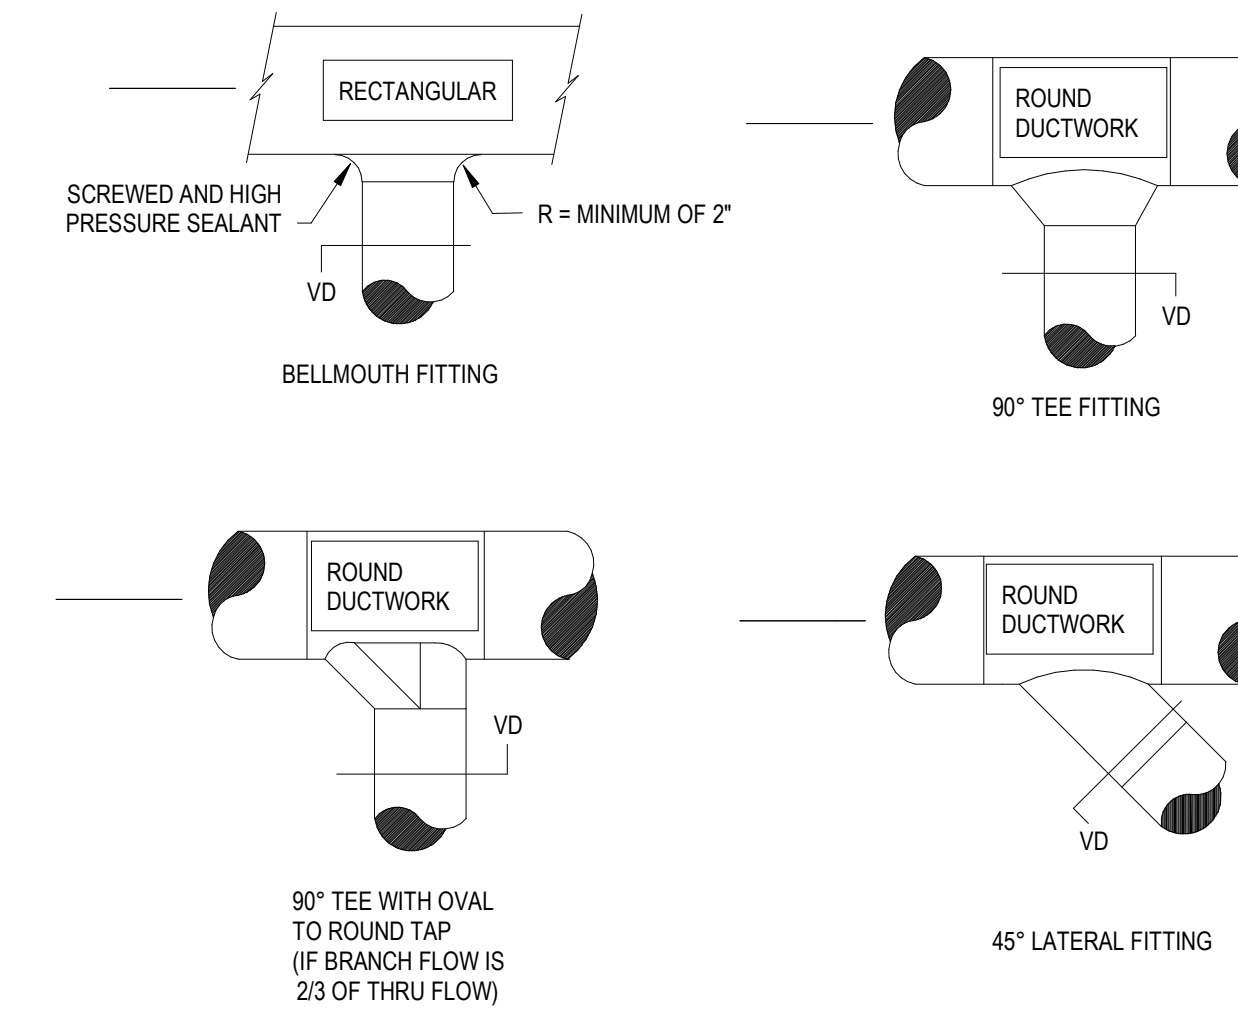 RECTANGULAR
SCREWED AND HIGH
PRESSURE SEALANT
R = MINIMUM OF 2"
VD
BELLMOUTH FITTING
ROUND
DUCTWORK
VD
90° TEE FITTING
ROUND
DUCTWORK
VD
90° TEE WITH OVAL
TO ROUND TAP
(IF BRANCH FLOW IS
2/3 OF THRU FLOW)
ROUND
DUCTWORK
VD
45° LATERAL FITTING